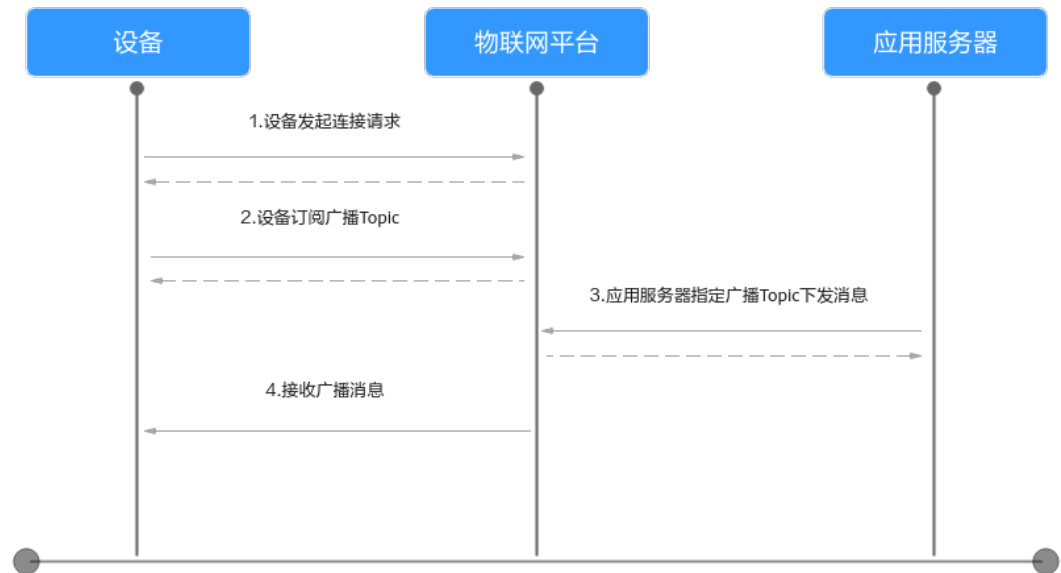 设备
物联网平台
应用服务器
1.设备发起连接请求
2.设备订阅广播Topic
3.应用服务器指定广播Topic下发消息
4.接收广播消息